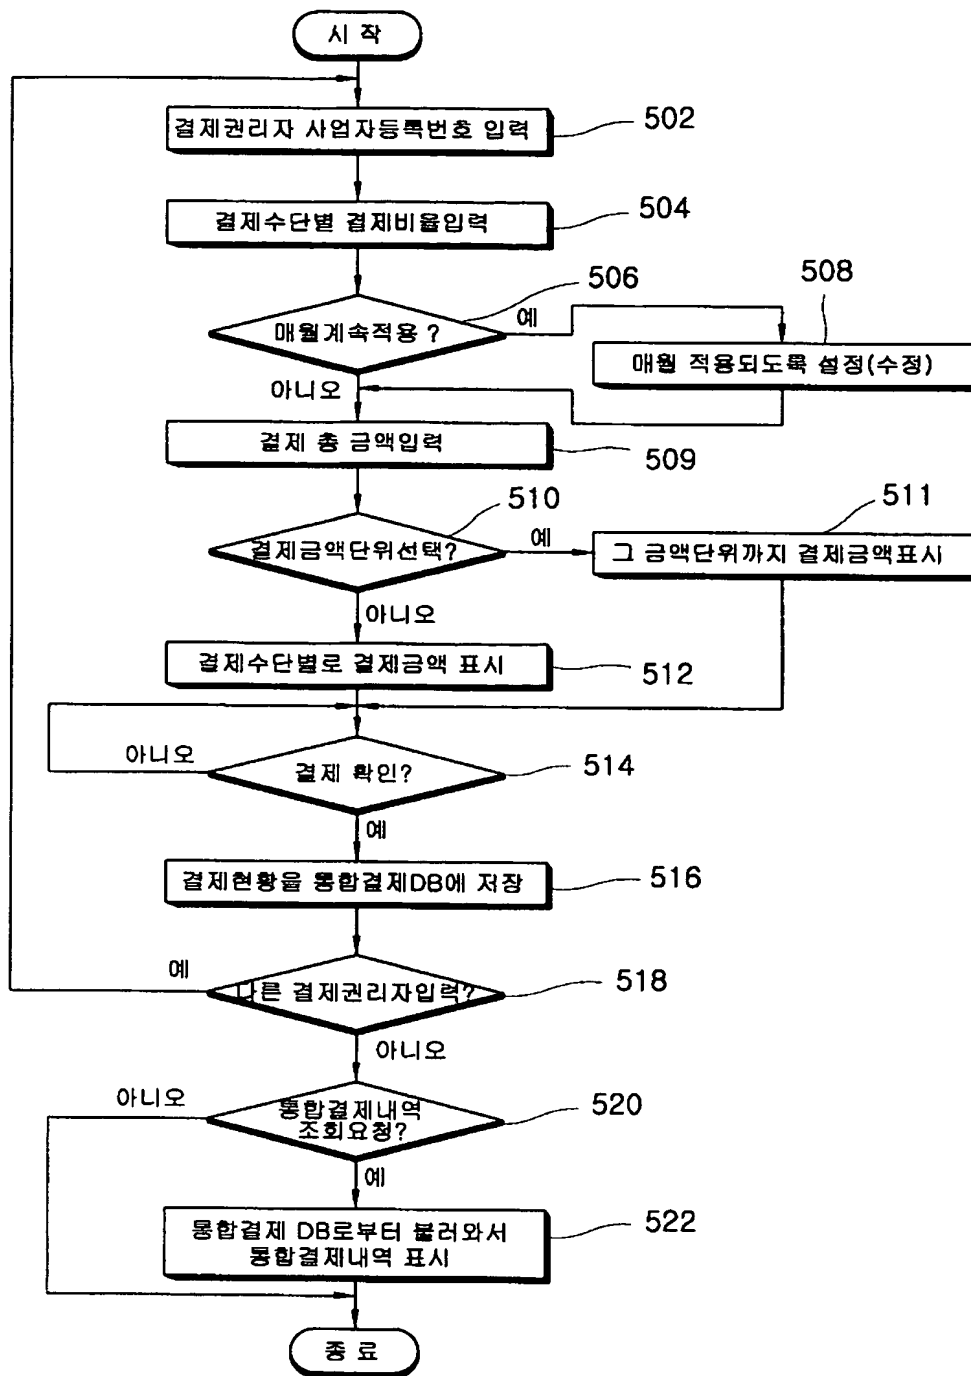 시 작
결제권리자 사업자등록번호 입력
502
결제수단별 결제비율입력
504
506
508
매월계속적용 ?
예
매월 적용되도록 설정(수정)
아니오
결제 총 금액입력
509
510
511
결제금액단위선택?
예
그 금액단위까지 결제금액표시
아니오
결제수단별로 결제금액 표시
512
아니오
결제 확인?
514
예
결제현황을 통합결제DB에 저장
516
예
다른 결제권리자입력?
518
아니오
아니오
통합결제내역
조회요청?
520
예
통합결제 DB로부터 불러와서
통합결제내역 표시
522
종 료